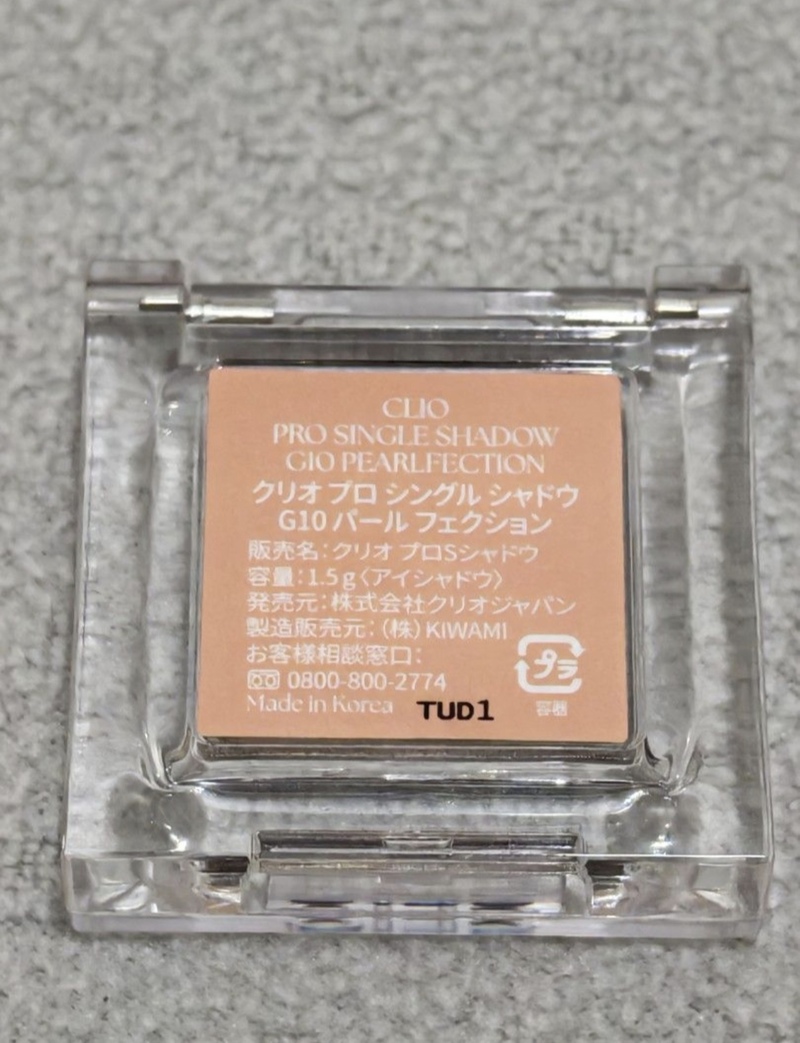 CLIO
PRO SINGLE SHADOW
G10 PEARLFECTION
クリオ プロ シングル シャドウ
G10 パール フェクション
販売名：クリオ プロSシャドウ
容量：1.5g〈アイシャドウ〉
発売元：株式会社クリオジャパン
製造販売元：（株）KIWAMI
お客様相談窓口：
0800-800-2774
Made in Korea TUD1
プラ
容器